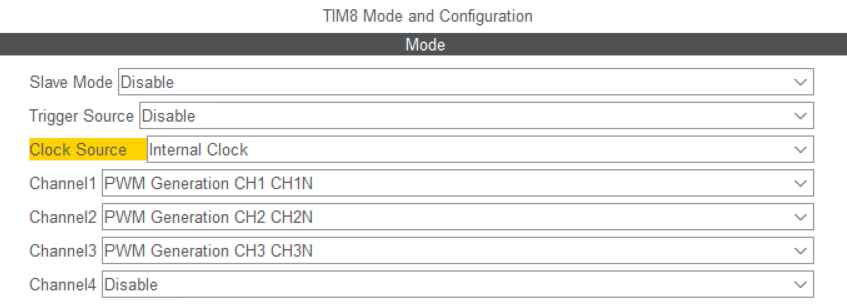 TIM8 Mode and Configuration
Mode
Slave Mode Disable
Trigger Source Disable
Clock Source Internal Clock
Channel1 PWM Generation CH1 CH1N
Channel2 PWM Generation CH2 CH2N
Channel3 PWM Generation CH3 CH3N
Channel4 Disable